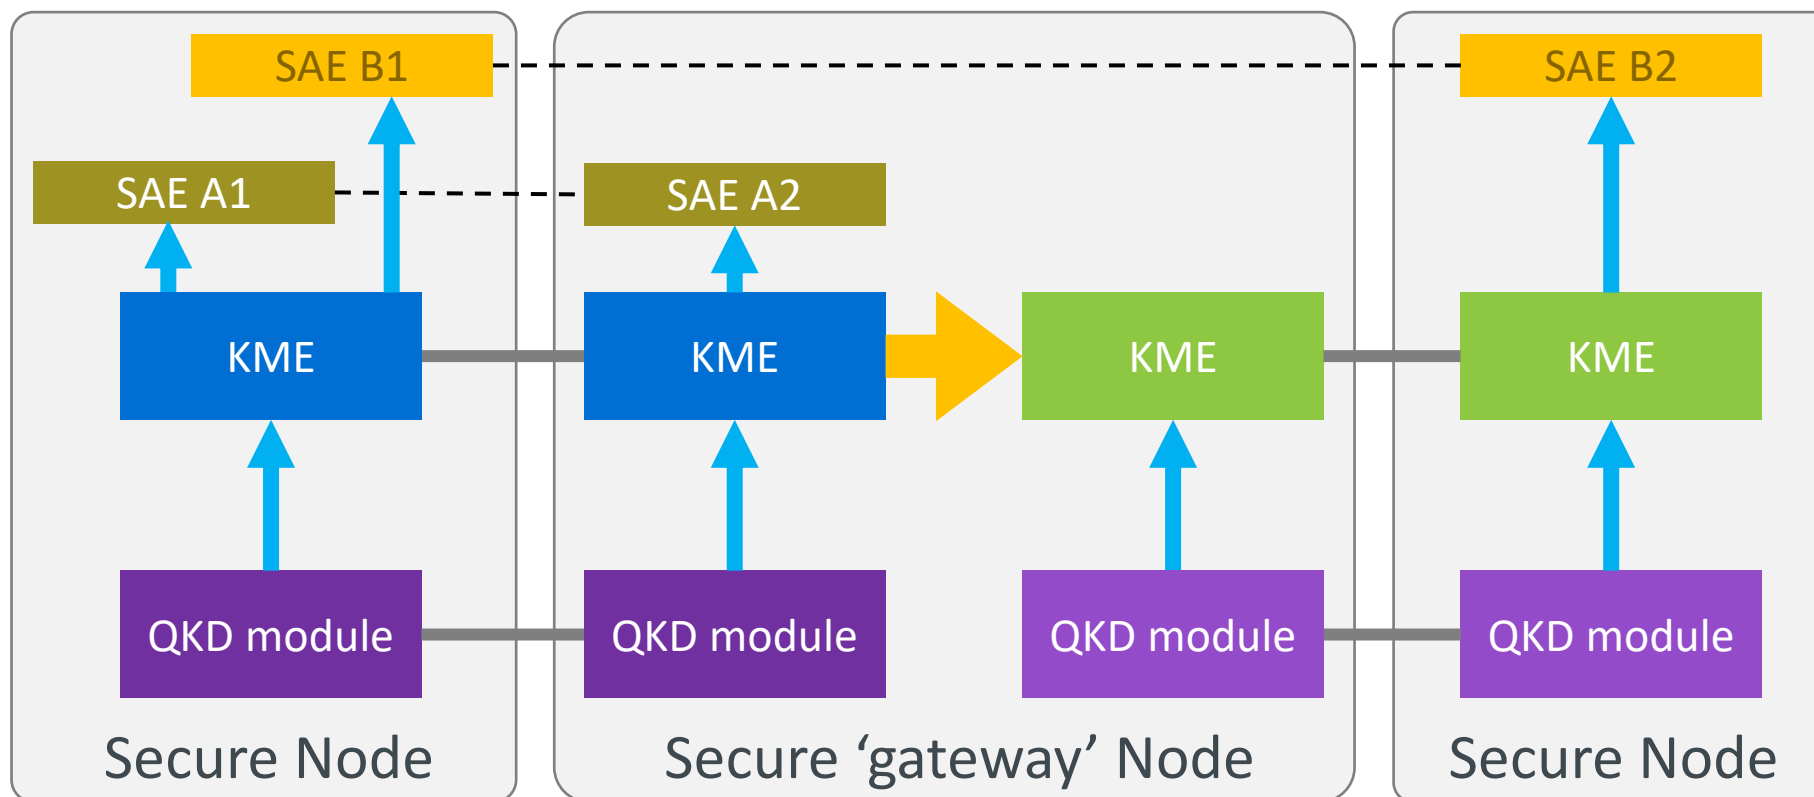 SAE B1
SAE B2
SAE A1
SAE A2
KME
KME
KME
KME
QKD module
QKD module
QKD module
QKD module
Secure Node
Secure ‘gateway’ Node
Secure Node